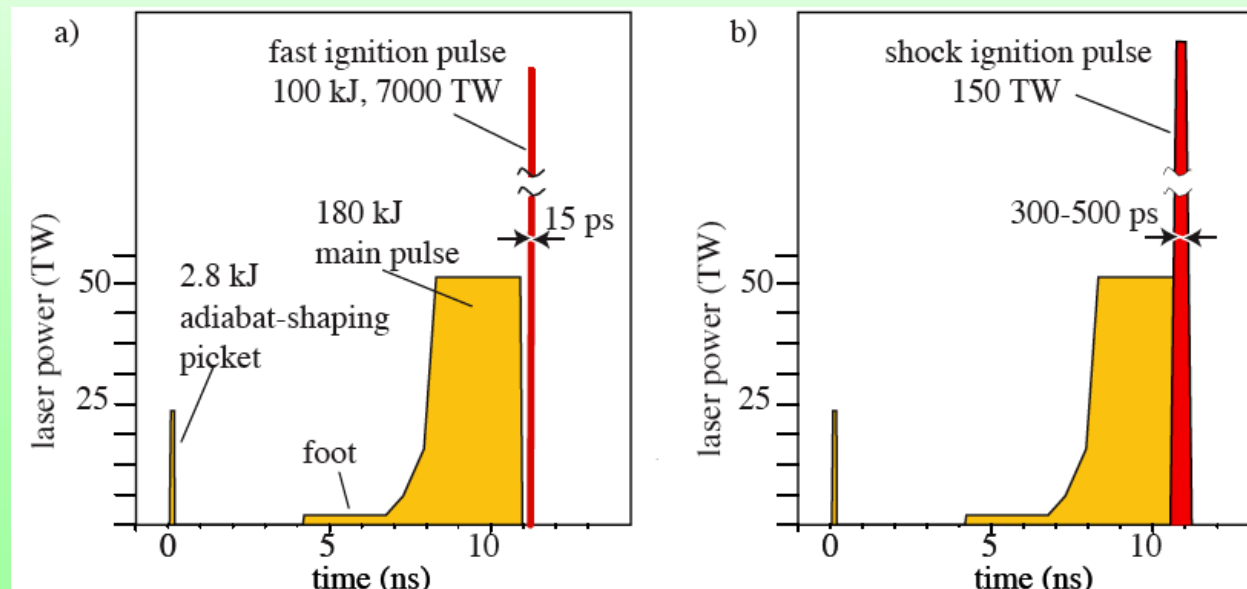 a)
fast ignition pulse
100 kJ, 7000 TW
180 kJ
main pulse
15 ps
2.8 kJ
adiabat-shaping
picket
foot
laser power (TW)
50
25
0
5
10
time (ns)
b)
shock ignition pulse
150 TW
300-500 ps
laser power (TW)
50
25
0
5
10
time (ns)